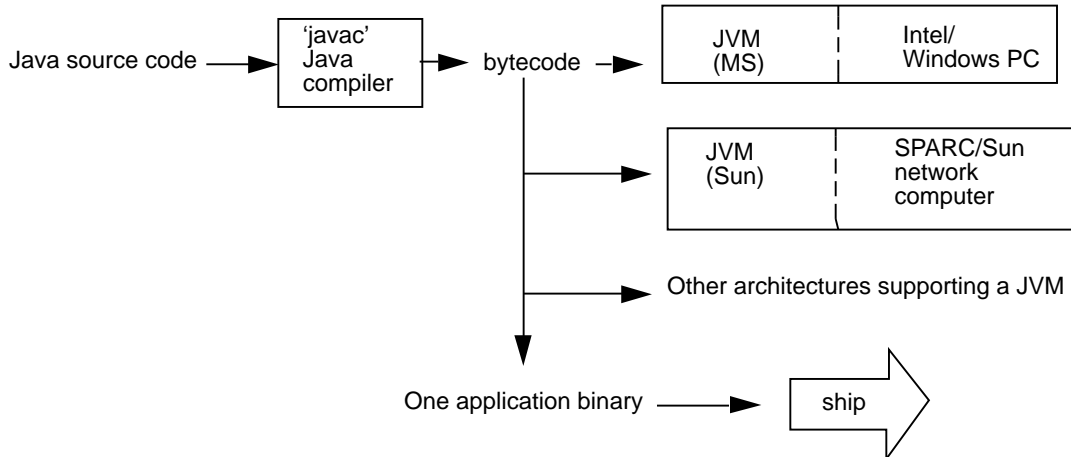 Java source code
‘javac’
Java
compiler
bytecode
JVM
(MS)
Intel/
Windows PC
JVM
(Sun)
SPARC/Sun
network
computer
Other architectures supporting a JVM
One application binary
ship